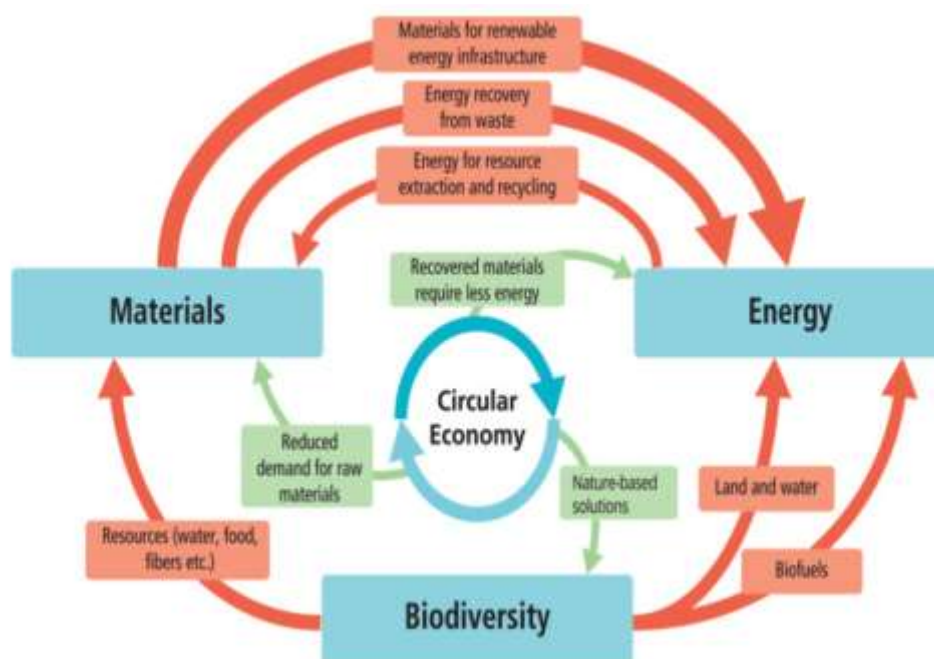 Materials for renewable
energy infrastructure
Energy recovery
from waste
Energy for resource
extraction and recycling
Recovered materials
require less energy
Materials
Energy
Circular
Economy
Reduced
demand for raw
materials
Nature-based
solutions
Land and water
Resources (water, food,
fibers etc.)
Biofuels
Biodiversity